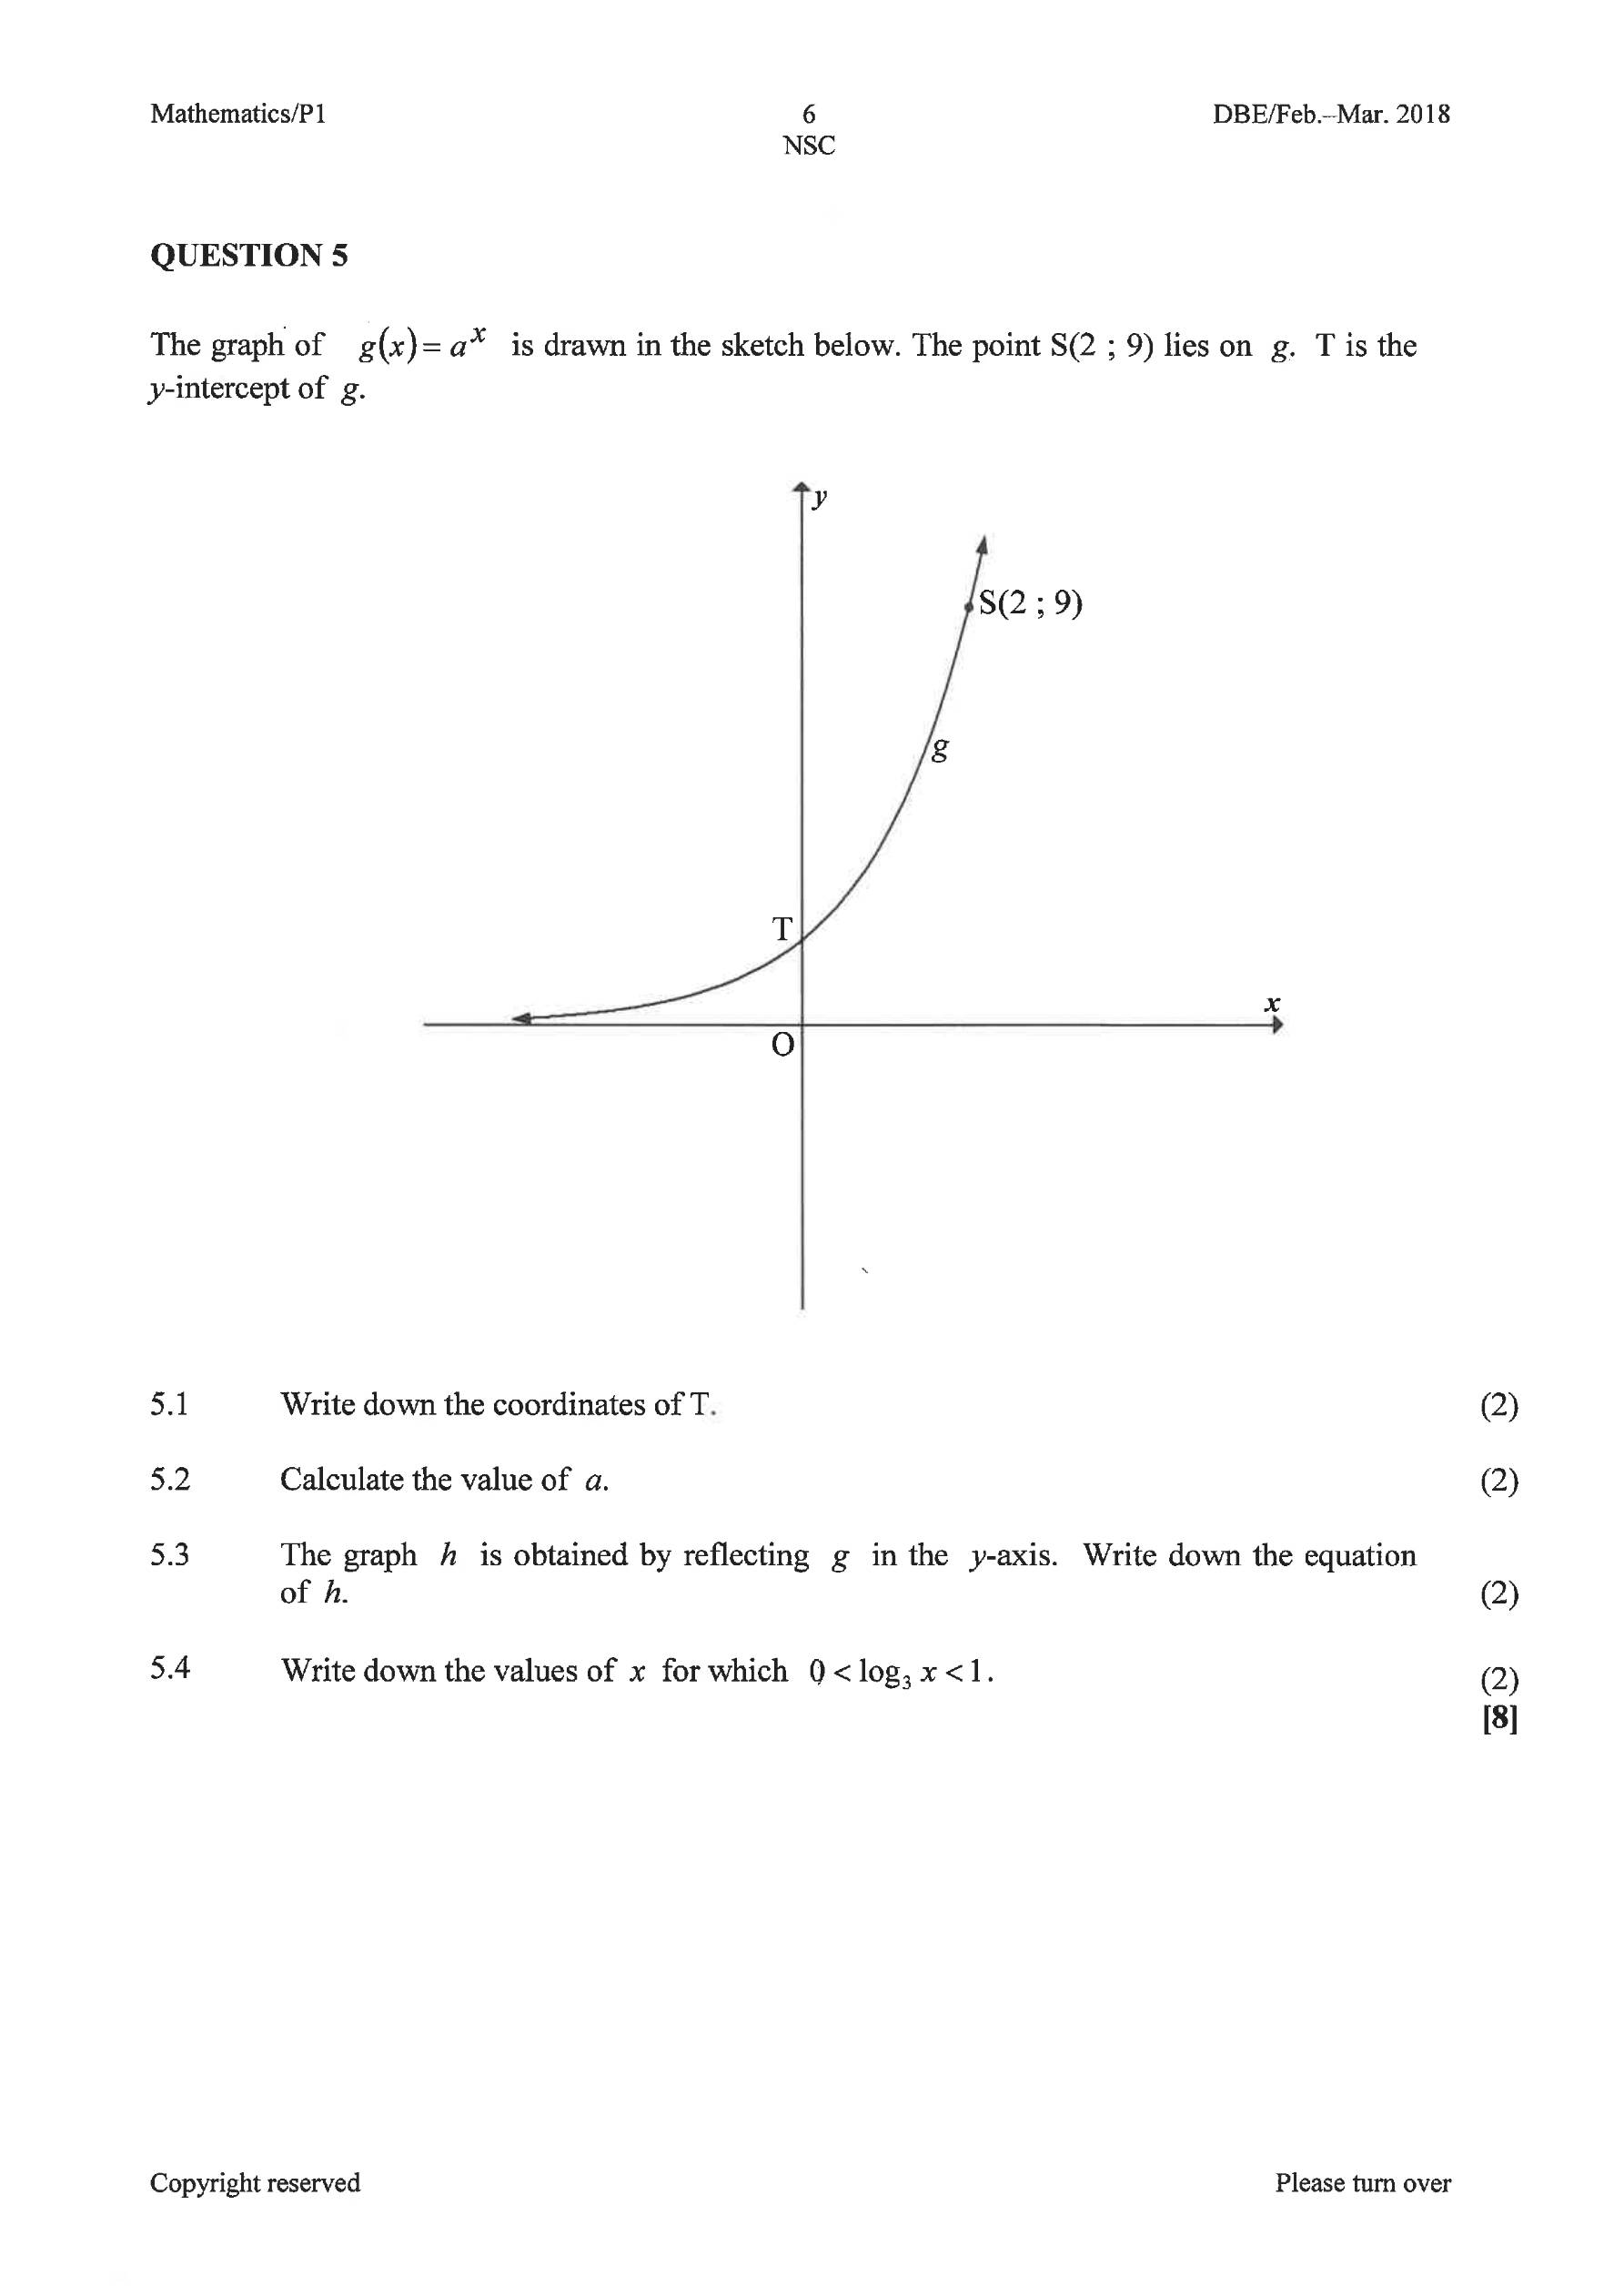 Mathematics/P1 6 DBE/Feb.–Mar. 2018
NSC
QUESTION 5
The graph of g(x) = aˣ is drawn in the sketch below. The point S(2 ; 9) lies on g. T is the
y-intercept of g.
y
S(2 ; 9)
g
T
x
O
5.1 Write down the coordinates of T. (2)
5.2 Calculate the value of a. (2)
5.3 The graph h is obtained by reflecting g in the y-axis. Write down the equation
of h. (2)
5.4 Write down the values of x for which 0 < log₃ x < 1. (2)
[8]
Copyright reserved Please turn over